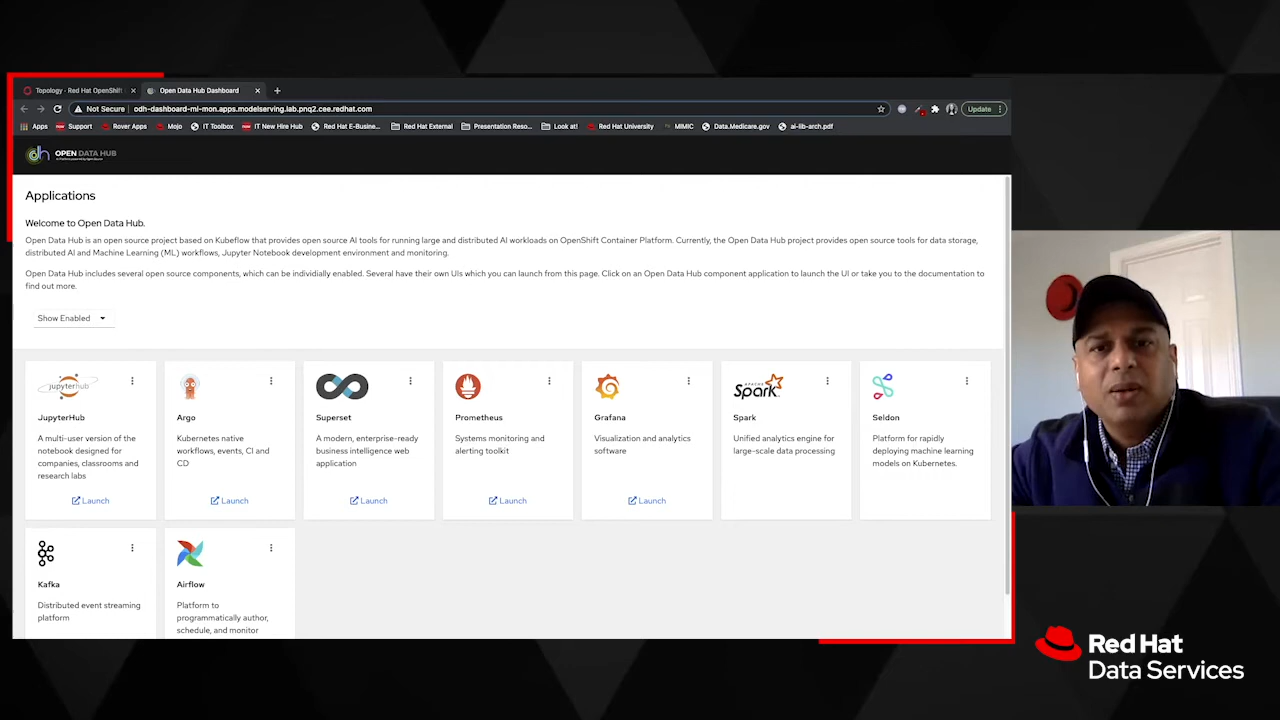 Topology - Red Hat OpenShift
Open Data Hub Dashboard
Not Secure
odh-dashboard-ml-mon.apps.modelserving.lab.pnq2.cee.redhat.com
Update
Apps
Support
Rover Apps
Mojo
IT Toolbox
IT New Hire Hub
Red Hat E-Busine...
Red Hat External
Presentation Reso...
Look at!
Red Hat University
MIMIC
Data.Medicare.gov
ai-lib-arch.pdf
OPEN DATA HUB
Applications
Welcome to Open Data Hub.
Open Data Hub is an open source project based on Kubeflow that provides open source AI tools for running large and distributed AI workloads on OpenShift Container Platform. Currently, the Open Data Hub project provides open source tools for data storage,
distributed AI and Machine Learning (ML) workflows, Jupyter Notebook development environment and monitoring.
Open Data Hub includes several open source components, which can be individially enabled. Several have their own UIs which you can launch from this page. Click on an Open Data Hub component application to launch the UI or take you to the documentation to
find out more.
Show Enabled
jupyterhub
JupyterHub
A multi-user version of the
notebook designed for
companies, classrooms and
research labs
Launch
Argo
Kubernetes native
workflows, events, CI and
CD
Launch
Superset
A modern, enterprise-ready
business intelligence web
application
Launch
Prometheus
Systems monitoring and
alerting toolkit
Launch
Grafana
Visualization and analytics
software
Launch
APACHE
Spark
Spark
Unified analytics engine for
large-scale data processing
Seldon
Platform for rapidly
deploying machine learning
models on Kubernetes.
Kafka
Distributed event streaming
platform
Airflow
Platform to
programmatically author,
schedule, and monitor
Red Hat
Data Services